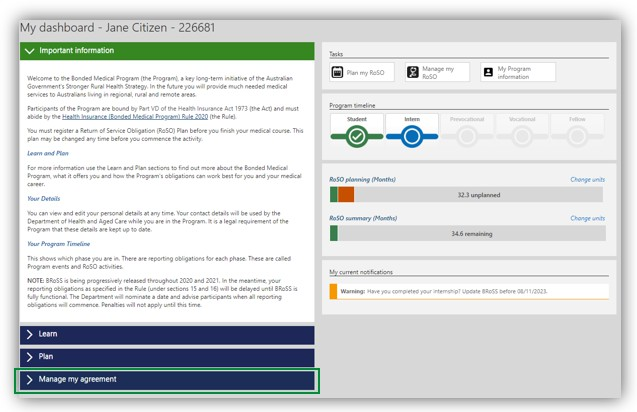 My dashboard - Jane Citizen - 226681
Important information
Welcome to the Bonded Medical Program (the Program), a key long-term initiative of the Australian
Government's Stronger Rural Health Strategy. In the future you will provide much needed medical
services to Australians living in regional, rural and remote areas.
Participants of the Program are bound by Part VD of the Health Insurance Act 1973 (the Act) and must
abide by the Health Insurance (Bonded Medical Program) Rule 2020 (the Rule).
You must register a Return of Service Obligation (RoSO) Plan before you finish your medical course. This
plan may be changed any time before you commence the activity.
Learn and Plan
For more information use the Learn and Plan sections to find out more about the Bonded Medical
Program, what it offers you and how the Program's obligations can work best for you and your medical
career.
Your Details
You can view and edit your personal details at any time. Your contact details will be used by the
Department of Health and Aged Care while you are in the Program. It is a legal requirement of the
Program that these details are kept up to date.
Your Program Timeline
This shows which phase you are in. There are reporting obligations for each phase. These are called
Program events and RoSO activities.
NOTE: BRoSS is being progressively released throughout 2020 and 2021. In the meantime, your
reporting obligations as specified in the Rule (under sections 15 and 16) will be delayed until BRoSS is
fully functional. The Department will nominate a date and advise participants when all reporting
obligations will commence. Penalties will not apply until this time.
Learn
Plan
Manage my agreement
Tasks
Plan my RoSO
Manage my
RoSO
My Program
information
Program timeline
Student
Intern
Prevocational
Vocational
Fellow
RoSO planning (Months)
Change units
32.3 unplanned
RoSO summary (Months)
Change units
34.6 remaining
My current notifications
Warning: Have you completed your internship? Update BRoSS before 08/11/2023.